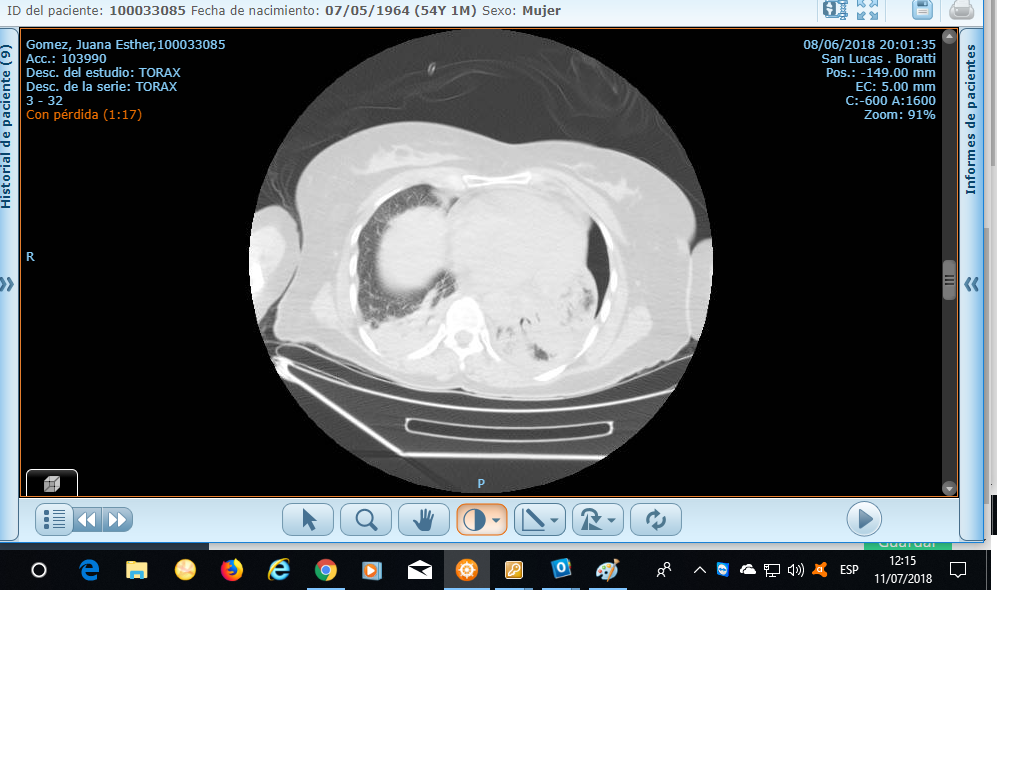 ID del paciente: 100033085 Fecha de nacimiento: 07/05/1964 (54Y 1M) Sexo: Mujer
Historial de paciente (9)
Gomez, Juana Esther,100033085
Acc.: 103990
Desc. del estudio: TORAX
Desc. de la serie: TORAX
3 - 32
Con pérdida (1:17)
08/06/2018 20:01:35
San Lucas . Boratti
Pos.: -149.00 mm
EC: 5.00 mm
C:-600 A:1600
Zoom: 91%
Informes de pacientes
R
P
Guardar
ESP
12:15
11/07/2018